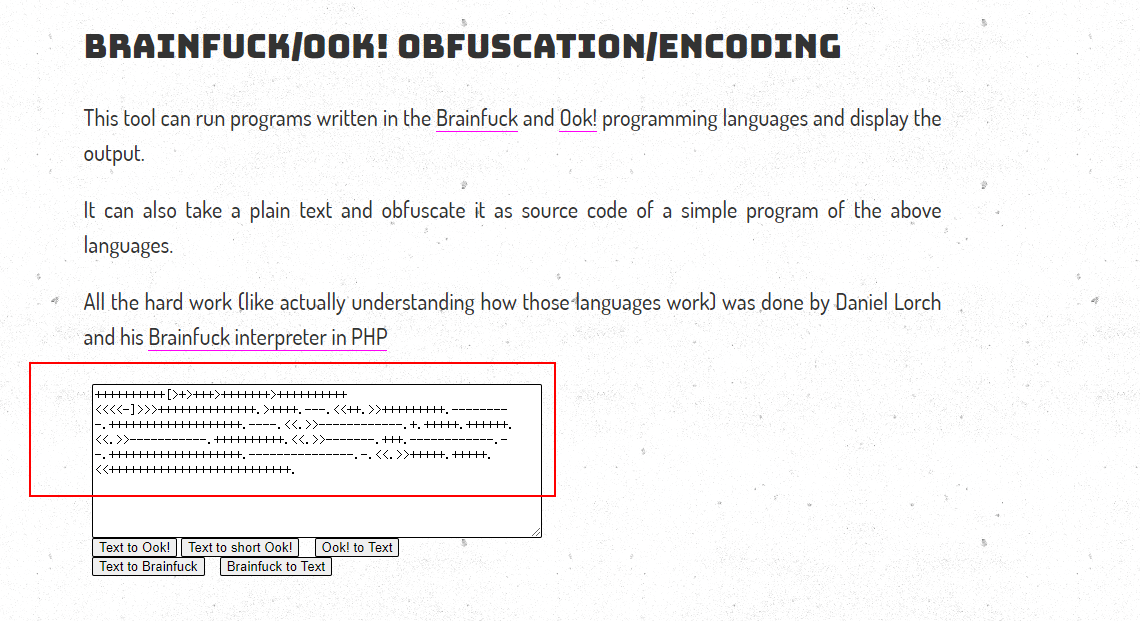 BRAINFUCK/OOK! OBFUSCATION/ENCODING
This tool can run programs written in the Brainfuck and Ook! programming languages and display the
output.
It can also take a plain text and obfuscate it as source code of a simple program of the above
languages.
All the hard work (like actually understanding how those languages work) was done by Daniel Lorch
and his Brainfuck interpreter in PHP
++++++++++[>+>+++>+++++++>++++++++++
<<<<-]>>>++++++++++++++.>++++.---.<<++.>>+++++++++.--------
-.+++++++++++++++++++.----.<<.>>------------.+.+++++.++++++.
<<.>>-----------.++++++++++.<<.>>-------.+++.------------.-
-.+++++++++++++++++++.---------------.-.<<.>>+++++.+++++.
<<++++++++++++++++++++++++++.
Text to Ook! Text to short Ook! Ook! to Text
Text to Brainfuck Brainfuck to Text